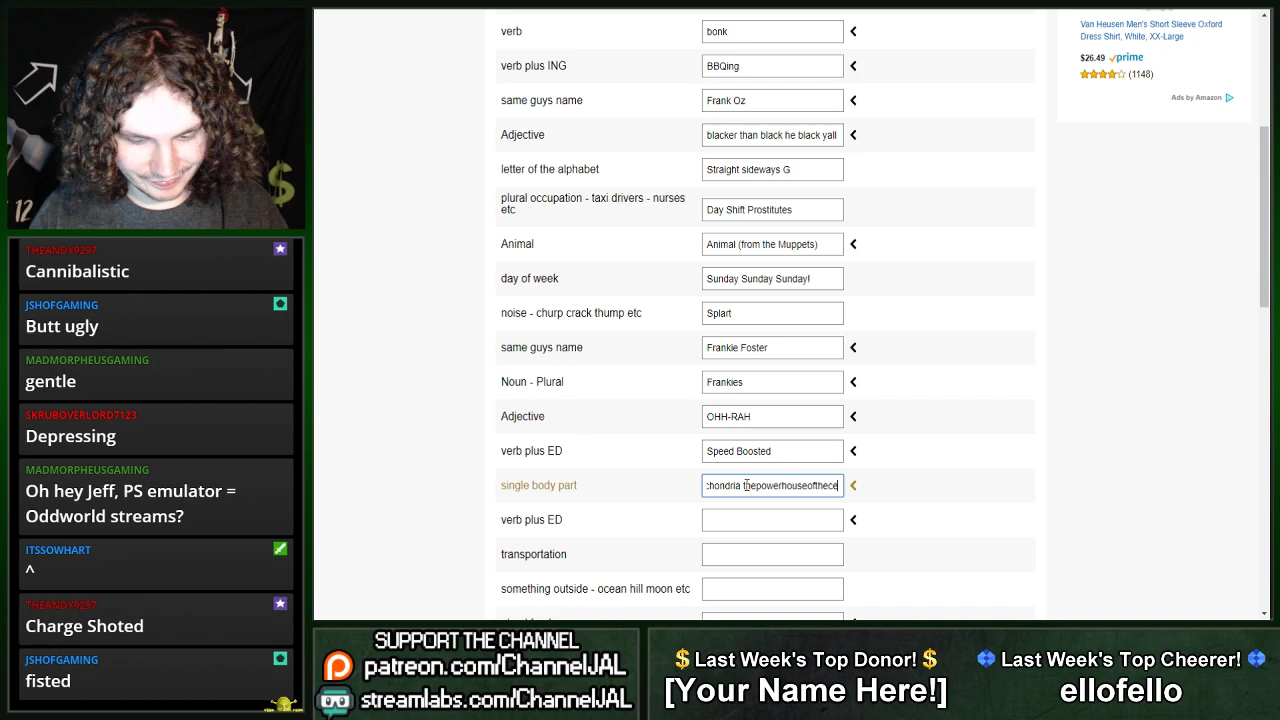 12
$
THEANDY9297
Cannibalistic
JSHOFGAMING
Butt ugly
MADMORPHEUSGAMING
gentle
SKRUBOVERLORD7123
Depressing
MADMORPHEUSGAMING
Oh hey Jeff, PS emulator =
Oddworld streams?
ITSSOWHART
^
THEANDY9297
Charge Shoted
JSHOFGAMING
fisted
verb bonk
verb plus ING BBQing
same guys name Frank Oz
Adjective blacker than black he black yall
letter of the alphabet Straight sideways G
plural occupation - taxi drivers - nurses
etc Day Shift Prostitutes
Animal Animal (from the Muppets)
day of week Sunday Sunday Sunday!
noise - churp crack thump etc Splart
same guys name Frankie Foster
Noun - Plural Frankies
Adjective OHH-RAH
verb plus ED Speed Boosted
single body part chondria thepowerhouseofthece
verb plus ED
transportation
something outside - ocean hill moon etc
Van Heusen Men's Short Sleeve Oxford
Dress Shirt, White, XX-Large
$26.49 prime
(1148)
Ads by Amazon
SUPPORT THE CHANNEL
patreon.com/ChannelJAL
streamlabs.com/ChannelJAL
$ Last Week's Top Donor! $
[Your Name Here!]
Last Week's Top Cheerer!
ellofello